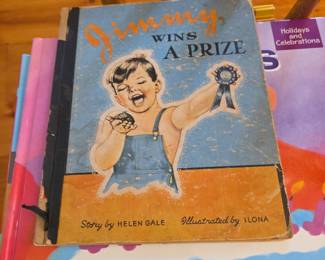 Jimmy
WINS
A PRIZE
Story by HELEN GALE
Illustrated by ILONA
Holidays
and
Celebrations